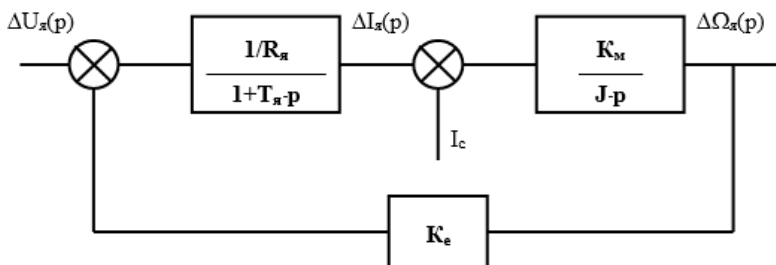 ΔUя(p)
ΔIя(p)
ΔΩя(p)
1/Rя
1+Tя·p
Kм
J·p
Ic
Ke